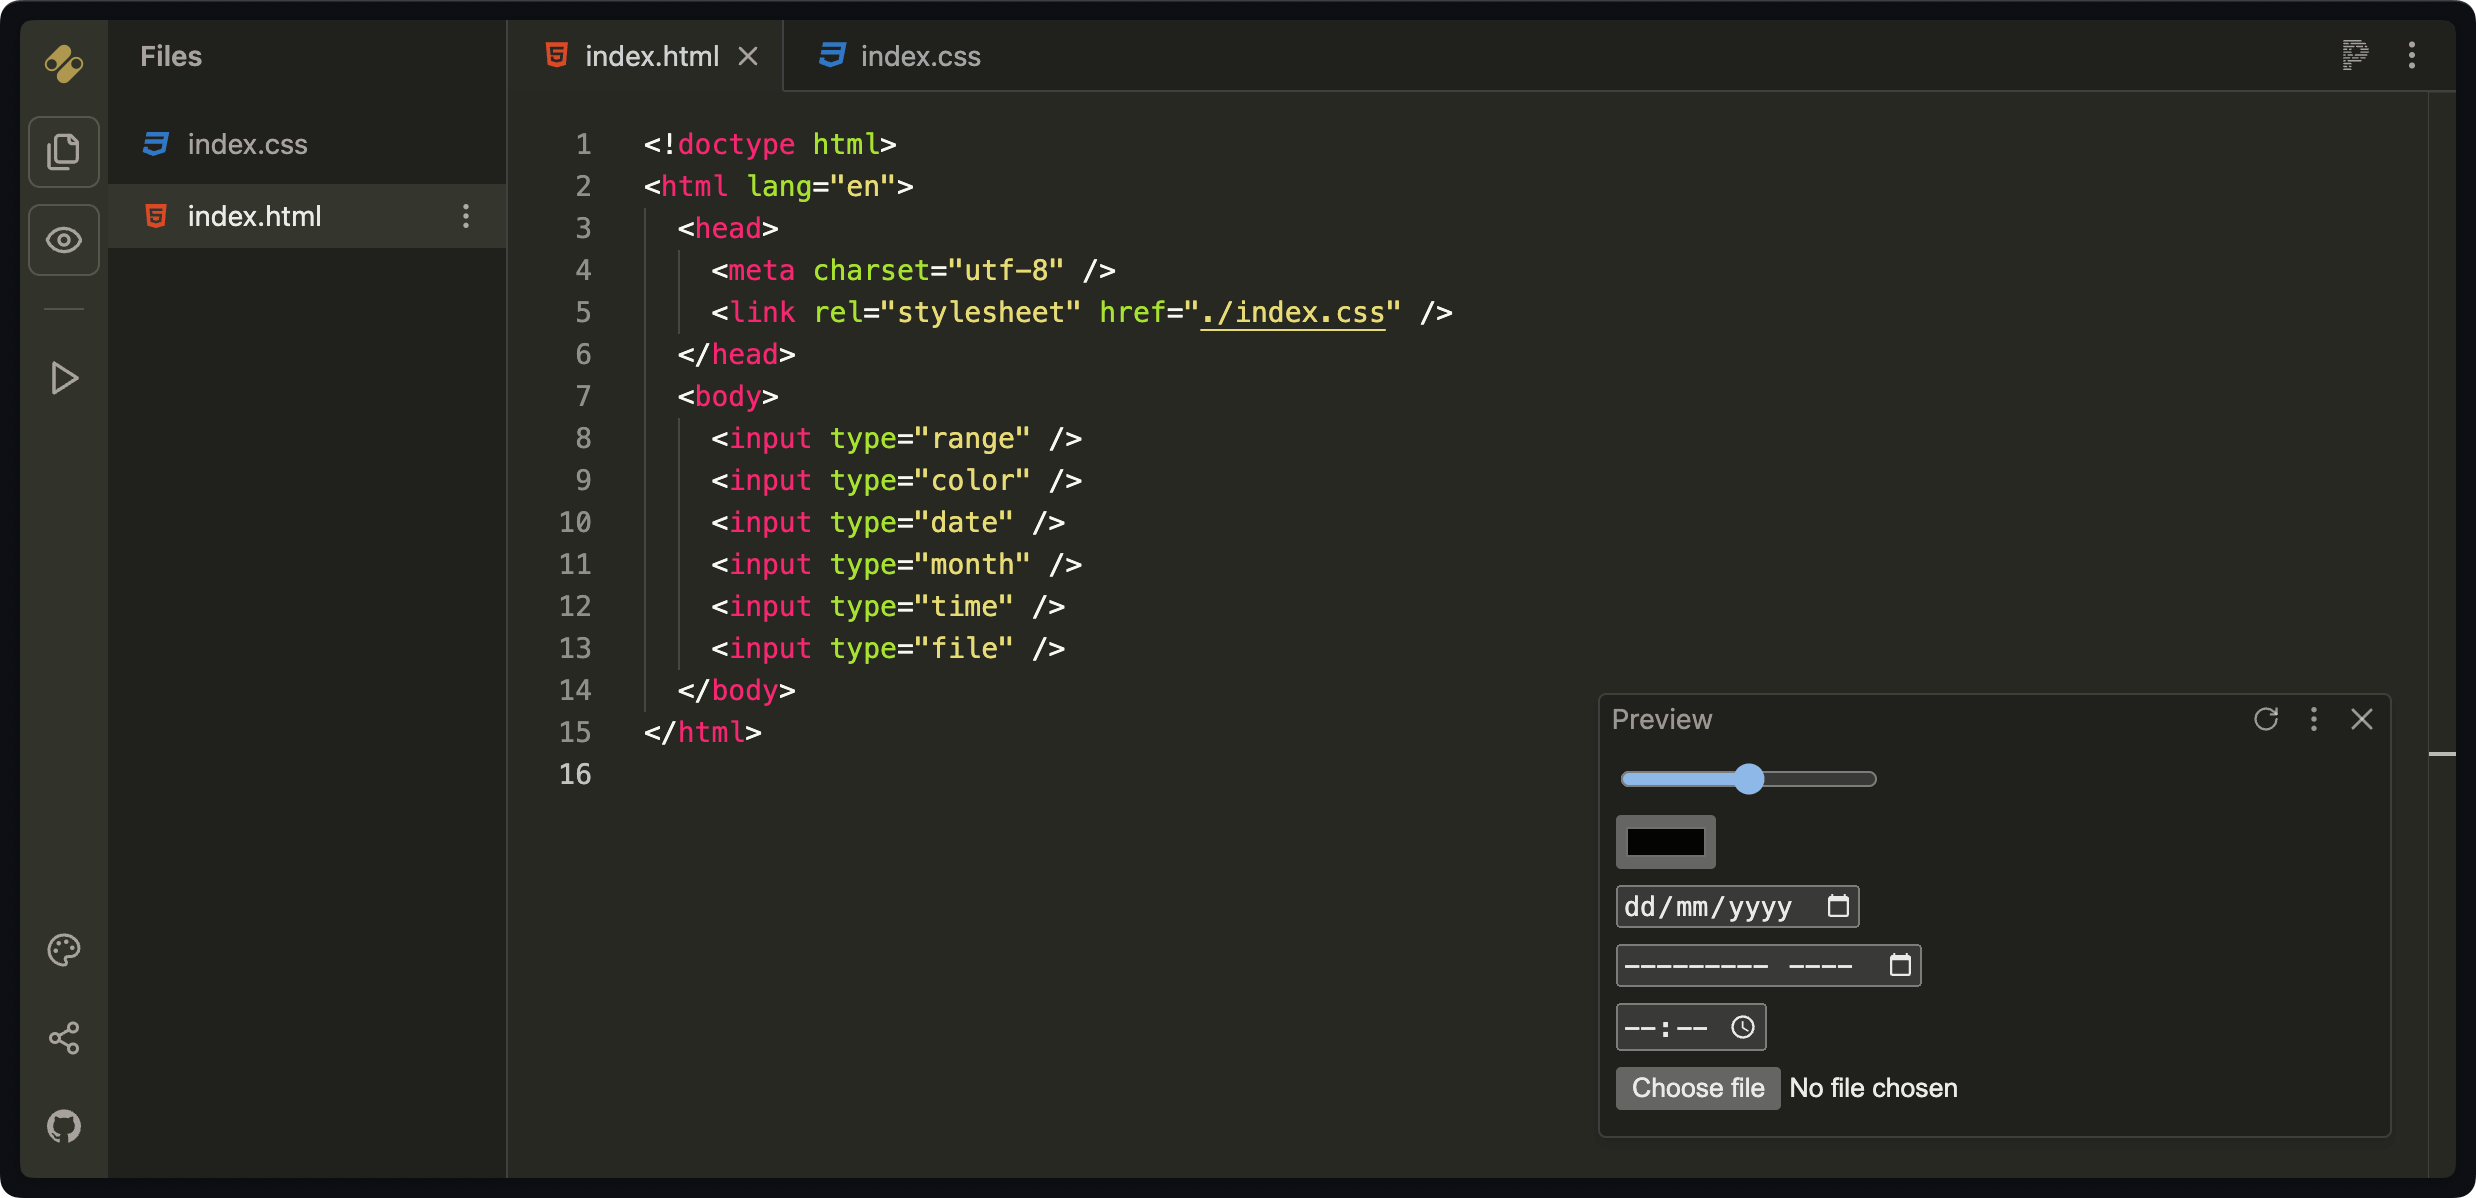 Files
index.css
index.html
index.html
index.css
1 <!doctype html>
2 <html lang="en">
3 <head>
4 <meta charset="utf-8" />
5 <link rel="stylesheet" href="./index.css" />
6 </head>
7 <body>
8 <input type="range" />
9 <input type="color" />
10 <input type="date" />
11 <input type="month" />
12 <input type="time" />
13 <input type="file" />
14 </body>
15 </html>
16
Preview
dd/mm/yyyy
--------- ----
--:--
Choose file No file chosen